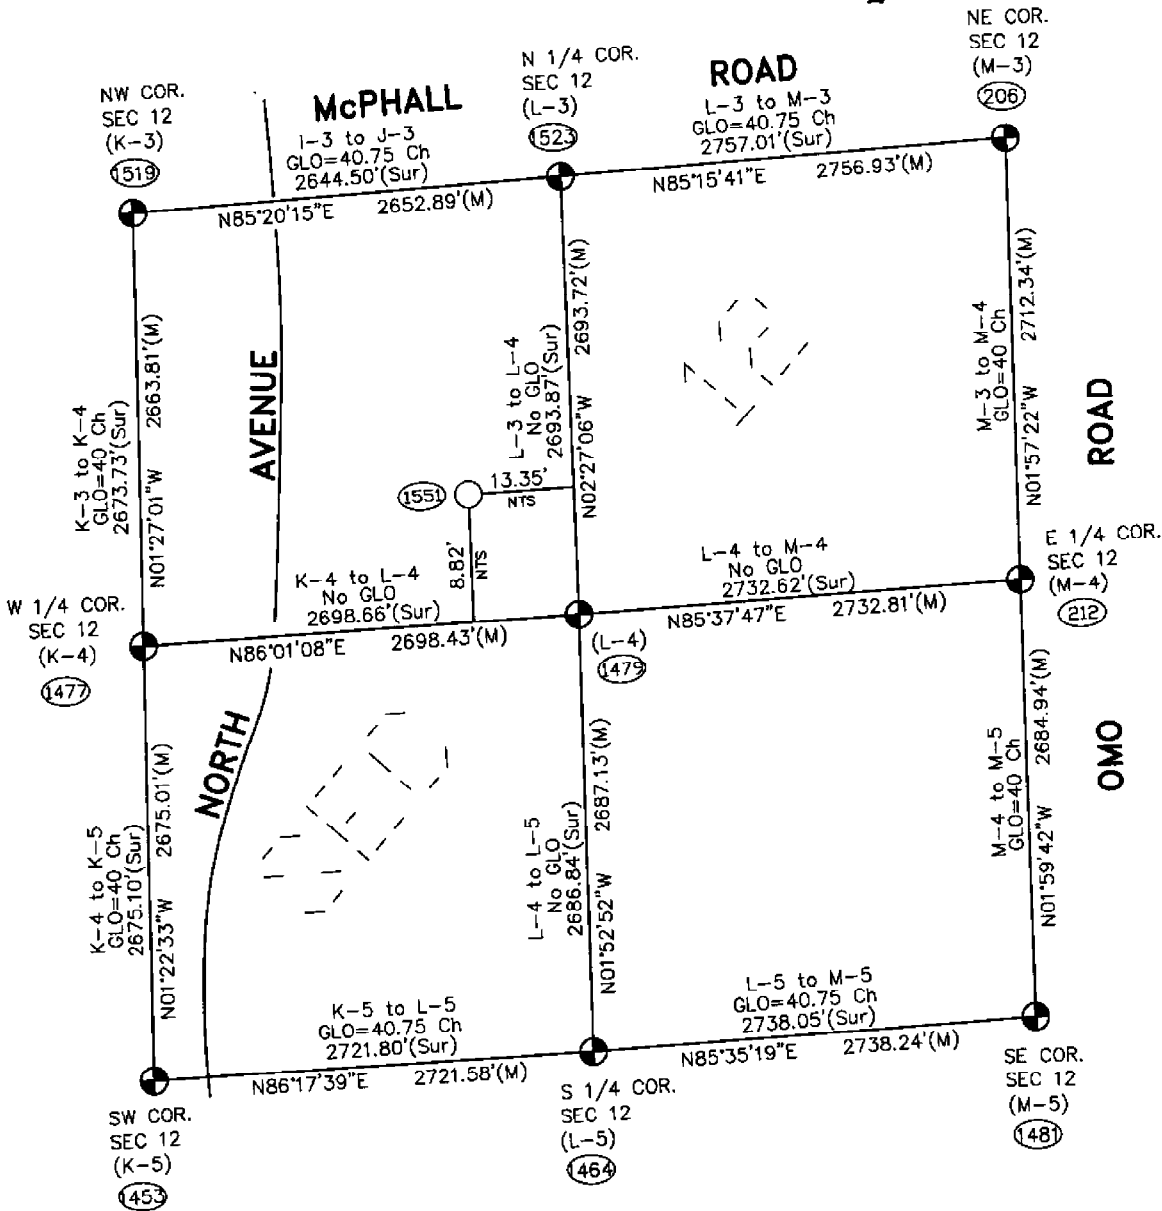 NE COR.
SEC 12
(M-3)
206
N 1/4 COR.
SEC 12
(L-3)
1523
NW COR.
SEC 12
(K-3)
1519
McPHALL
ROAD
I-3 to J-3
GLO=40.75 Ch
2644.50'(Sur)
N85°20'15"E 2652.89'(M)
L-3 to M-3
GLO=40.75 Ch
2757.01'(Sur)
N85°15'41"E 2756.93'(M)
K-3 to K-4
GLO=40 Ch
2673.73'(Sur)
N01°27'01"W 2663.81'(M)
AVENUE
L-3 to L-4
No GLO
2693.87'(Sur)
N02°27'06"W 2693.72'(M)
12
M-3 to M-4
GLO=40 Ch
N01°57'22"W 2712.34'(M)
ROAD
1551
13.35'
NTS
8.82'
NTS
W 1/4 COR.
SEC 12
(K-4)
1477
K-4 to L-4
No GLO
2698.66'(Sur)
N86°01'08"E 2698.43'(M)
L-4 to M-4
No GLO
2732.62'(Sur)
N85°37'47"E 2732.81'(M)
(L-4)
1479
E 1/4 COR.
SEC 12
(M-4)
212
K-4 to K-5
GLO=40 Ch
2675.10'(Sur)
N01°22'33"W 2675.01'(M)
NORTH
L-4 to L-5
No GLO
2686.84'(Sur)
N01°52'52"W 2687.13'(M)
M-4 to M-5
GLO=40 Ch
N01°59'42"W 2684.94'(M)
OMO
K-5 to L-5
GLO=40.75 Ch
2721.80'(Sur)
N86°17'39"E 2721.58'(M)
L-5 to M-5
GLO=40.75 Ch
2738.05'(Sur)
N85°35'19"E 2738.24'(M)
SW COR.
SEC 12
(K-5)
1453
S 1/4 COR.
SEC 12
(L-5)
1464
SE COR.
SEC 12
(M-5)
1481